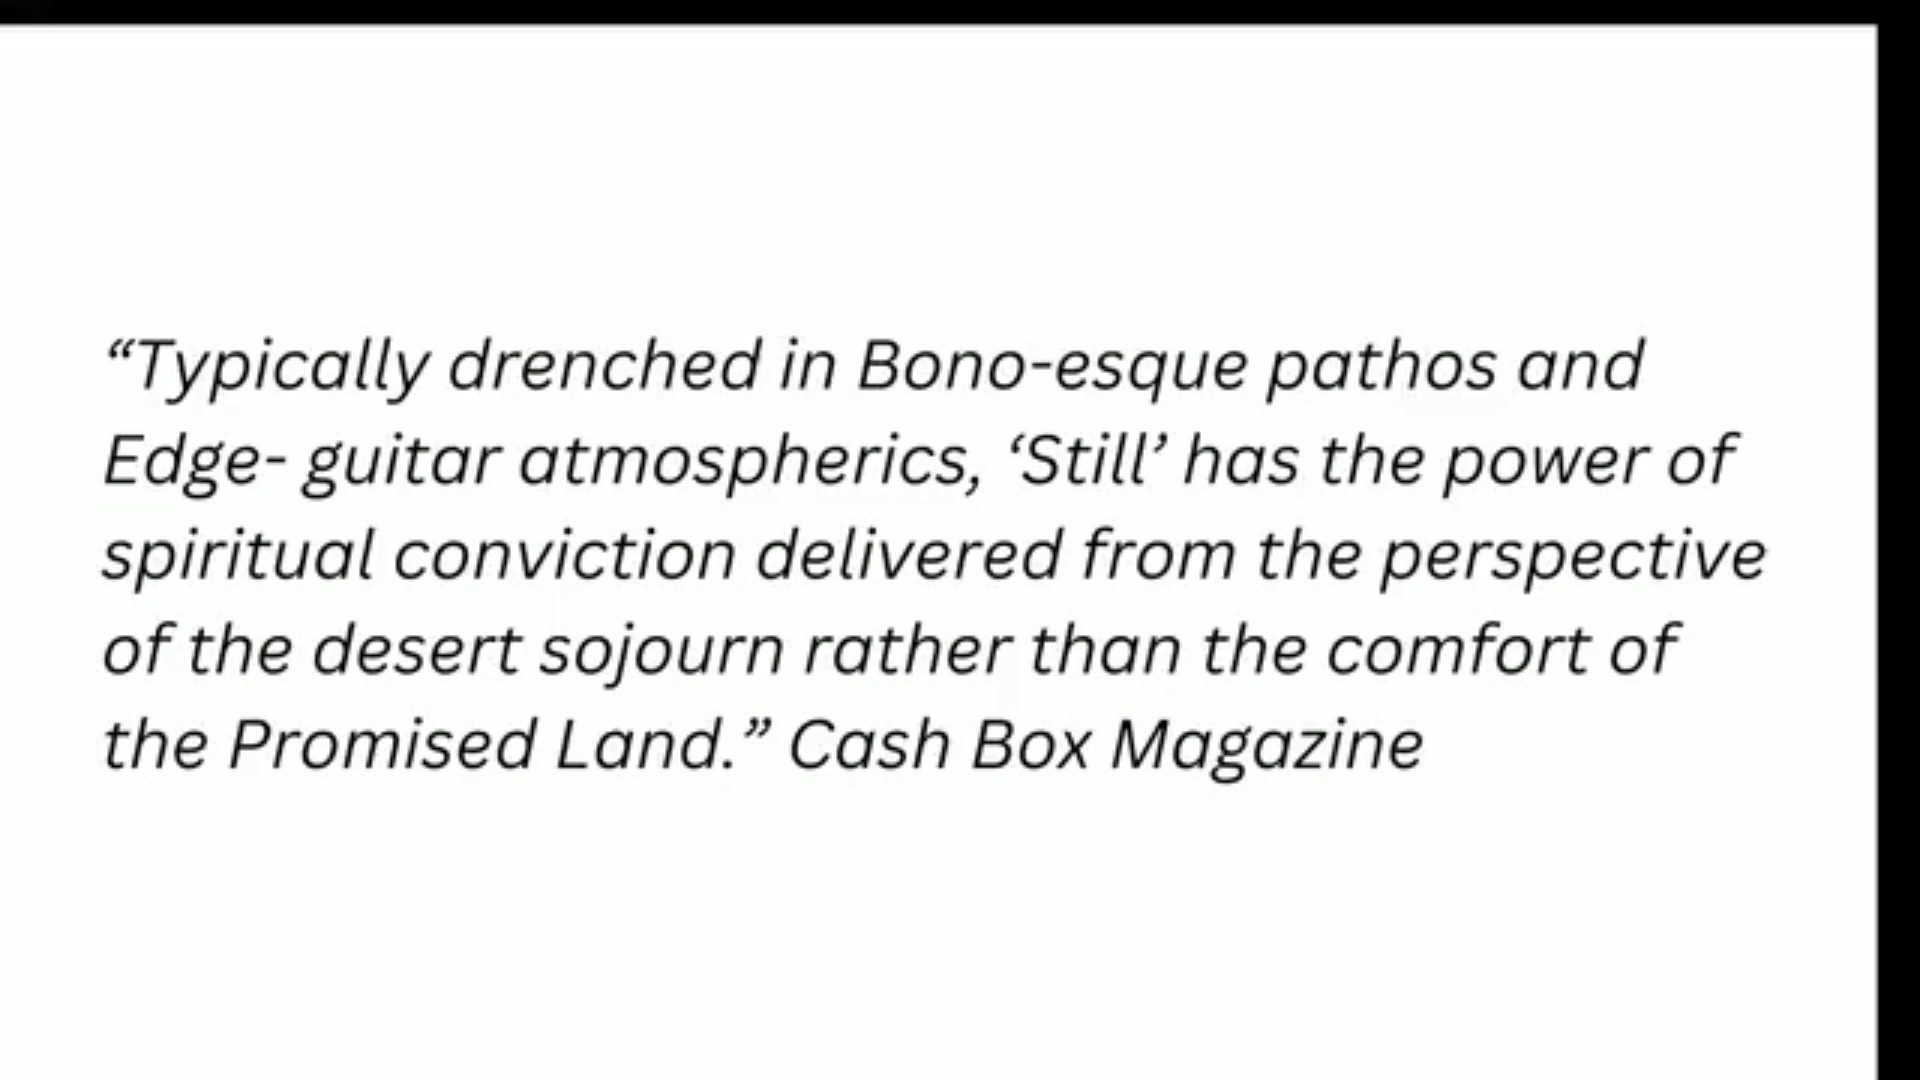 “Typically drenched in Bono-esque pathos and
Edge- guitar atmospherics, ‘Still’ has the power of
spiritual conviction delivered from the perspective
of the desert sojourn rather than the comfort of
the Promised Land.” Cash Box Magazine